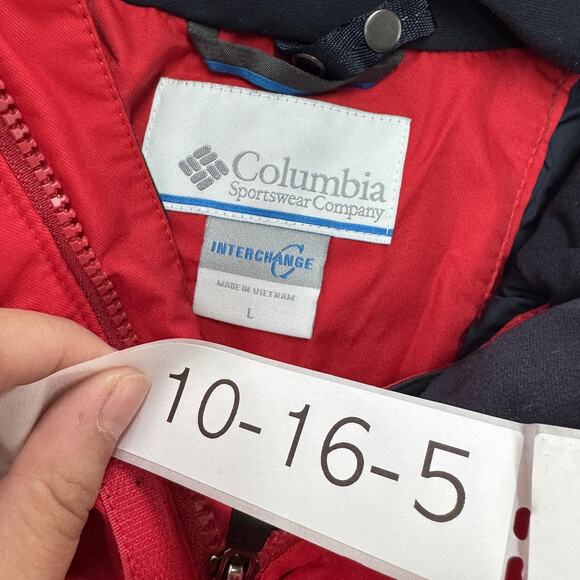 Columbia
Sportswear Company
INTERCHANGE
MADE IN VIETNAM
L
10-16-5